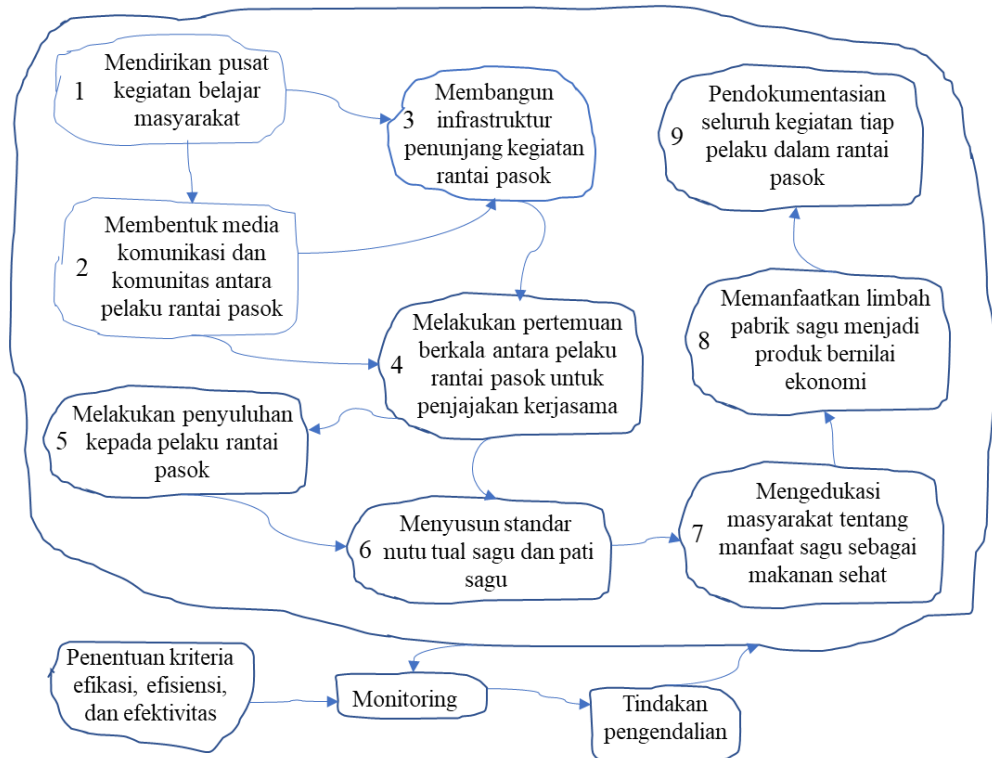 1
Mendirikan pusat
kegiatan belajar
masyarakat
2
Membentuk media
komunikasi dan
komunitas antara
pelaku rantai pasok
3
Membangun
infrastruktur
penunjang kegiatan
rantai pasok
4
Melakukan pertemuan
berkala antara pelaku
rantai pasok untuk
penjajakan kerjasama
5
Melakukan penyuluhan
kepada pelaku rantai
pasok
6
Menyusun standar
nutu tual sagu dan pati
sagu
7
Mengedukasi
masyarakat tentang
manfaat sagu sebagai
makanan sehat
8
Memanfaatkan limbah
pabrik sagu menjadi
produk bernilai
ekonomi
9
Pendokumentasian
seluruh kegiatan tiap
pelaku dalam rantai
pasok
Penentuan kriteria
efikasi, efisiensi,
dan efektivitas
Monitoring
Tindakan
pengendalian